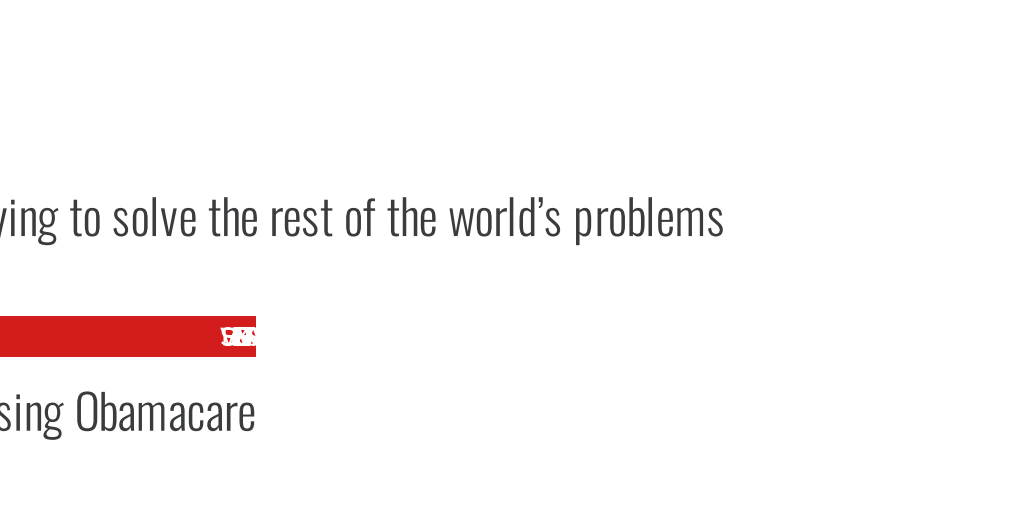 ying to solve the rest of the world’s problems
sing Obamacare